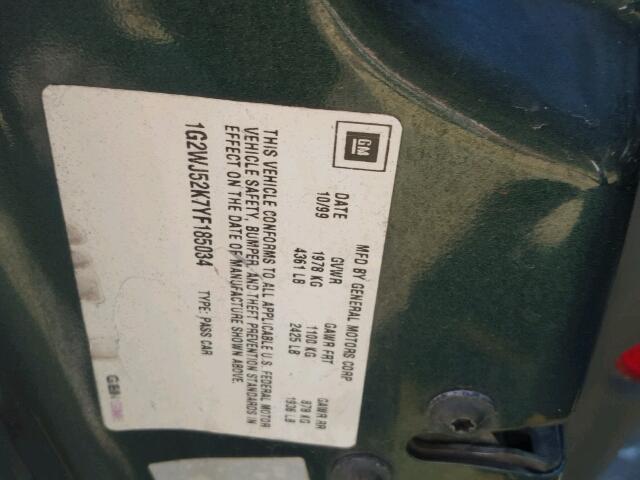 GM
MFD BY GENERAL MOTORS CORP
DATE GVWR GAWR FRT GAWR RR
10/99 1978 KG 1100 KG 878 KG
4361 LB 2425 LB 1936 LB
THIS VEHICLE CONFORMS TO ALL APPLICABLE U.S. FEDERAL MOTOR
VEHICLE SAFETY, BUMPER, AND THEFT PREVENTION STANDARDS IN
EFFECT ON THE DATE OF MANUFACTURE SHOWN ABOVE.
1G2WJ52K7YF185034 TYPE: PASS CAR